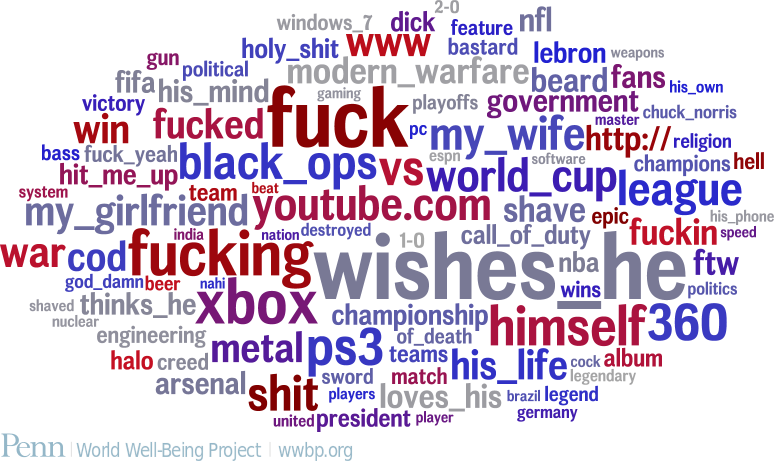 2-0
windows_7 dick feature nfl
holy_shit www bastard lebron weapons
gun political modern_warfare beard fans his_own
fifa his_mind gaming playoffs government
victory master chuck_norris
win fucked fuck pc my_wife http:// religion
bass fuck_yeah black_ops vs espn software champions hell
hit_me_up world_cup league
system team beat youtube.com shave epic his_phone
my_girlfriend india nation destroyed 1-0 call_of_duty fuckin speed
war cod fucking wishes_he nba ftw
god_damn beer nahi wins politics
shaved thinks_he xbox championship himself 360
nuclear
engineering metal ps3 of_death
halo creed teams his_life cock album
arsenal shit sword match loves_his legendary
players brazil legend
united president player germany
Penn | World Well-Being Project | wwbp.org